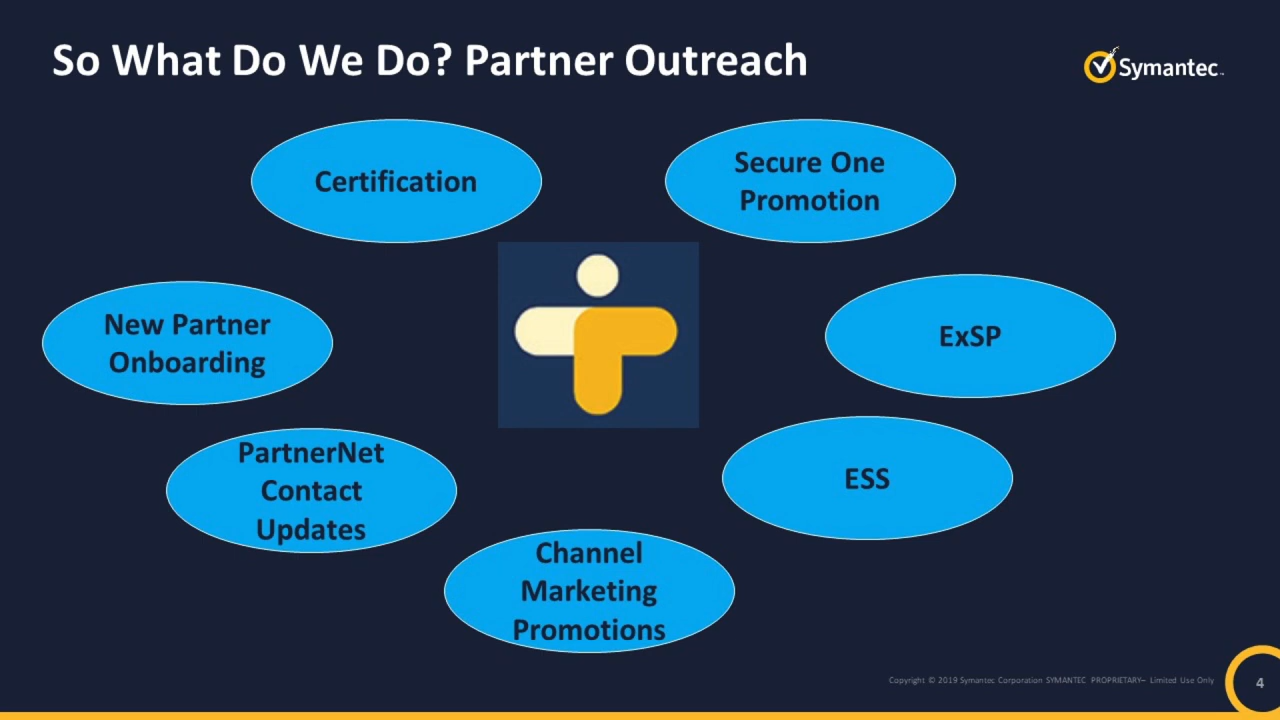 So What Do We Do? Partner Outreach
Symantec™
Certification
Secure One
Promotion
New Partner
Onboarding
ExSP
PartnerNet
Contact
Updates
ESS
Channel
Marketing
Promotions
Copyright © 2019 Symantec Corporation SYMANTEC PROPRIETARY– Limited Use Only
4